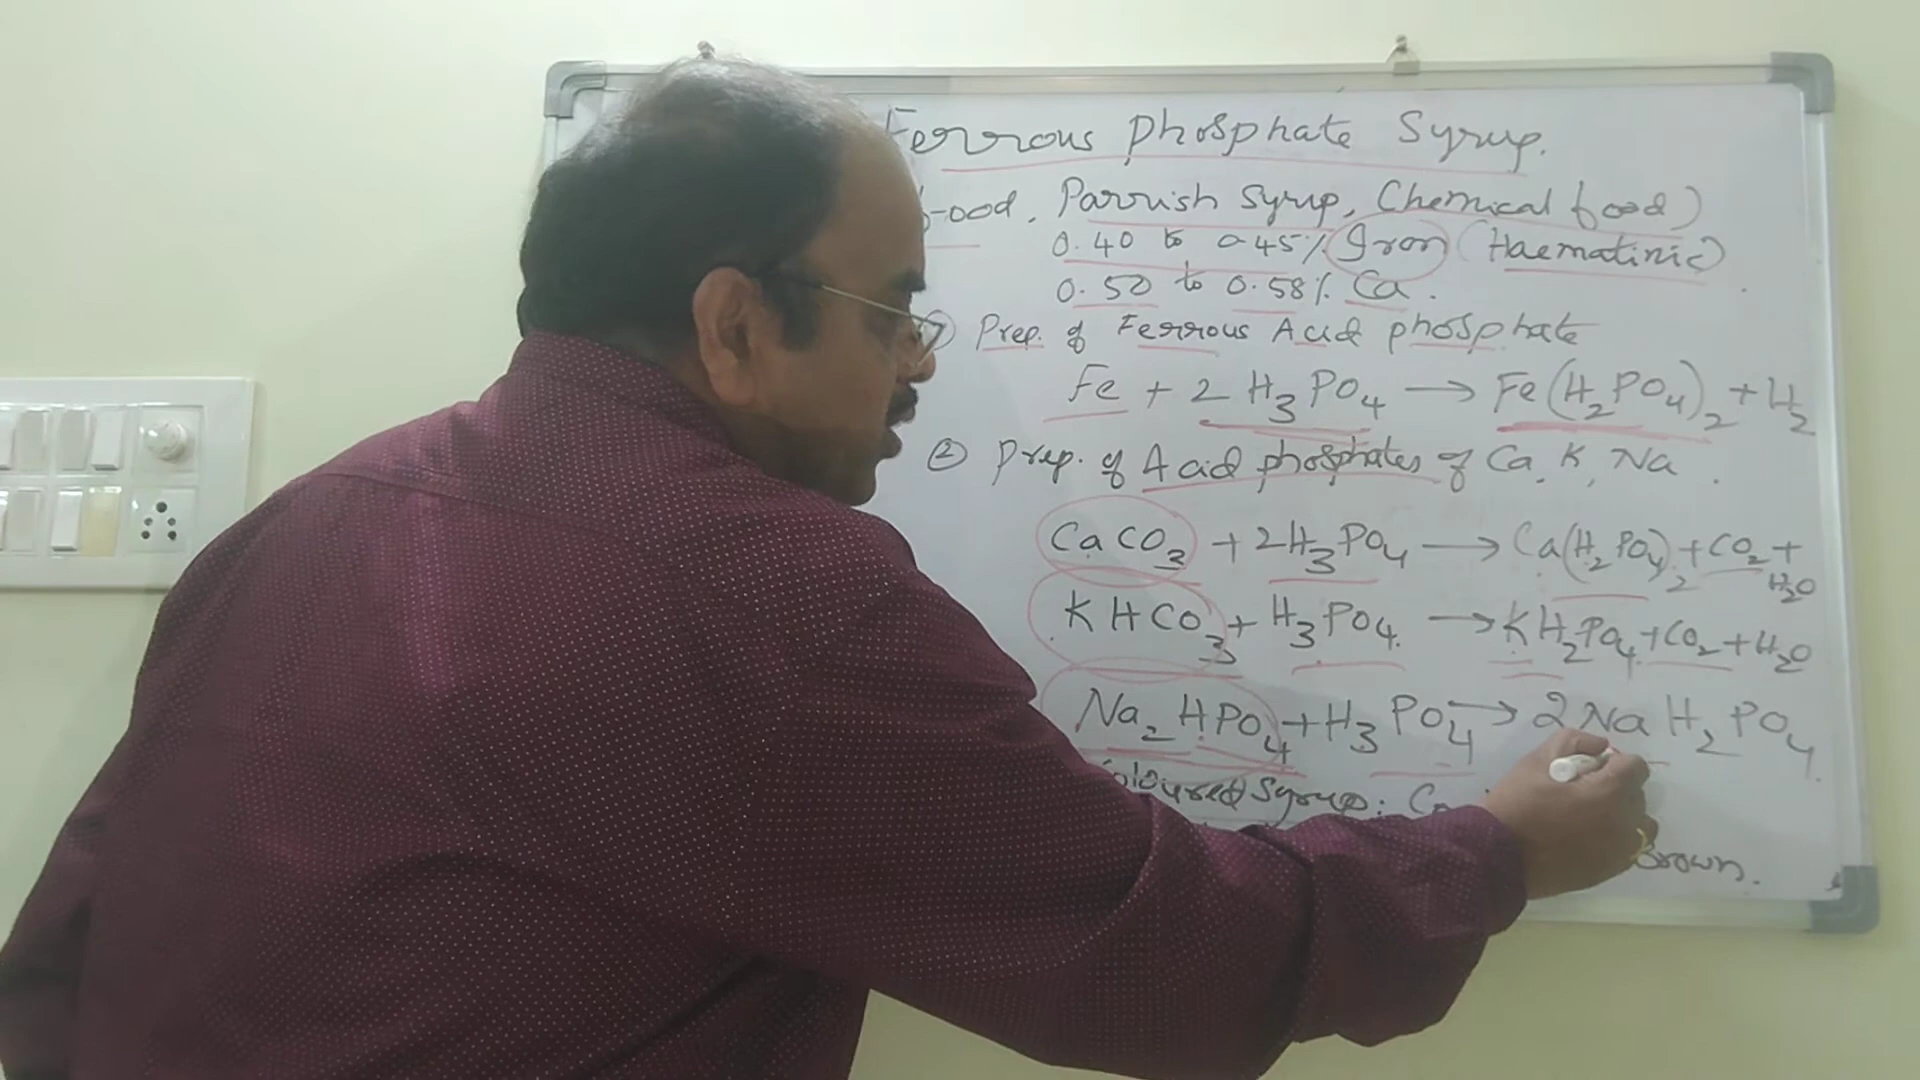 Ferrous phosphate Syrup.
food, Parrish Syrup, Chemical food)
0.40 to 0.45% Iron (Haematinic)
0.50 to 0.58% Ca.
Prep. of Ferrous Acid phosphate
Fe + 2 H3PO4 → Fe(H2PO4)2 + H2
② Prep. of Acid phosphates of Ca, K, Na.
CaCO3 + 2H3PO4 → Ca(H2PO4)2 + CO2 + H2O
KHCO3 + H3PO4 → KH2PO4 + CO2 + H2O
Na2HPO4 + H3PO4 → 2NaH2PO4
coloured Syrup:
Brown.